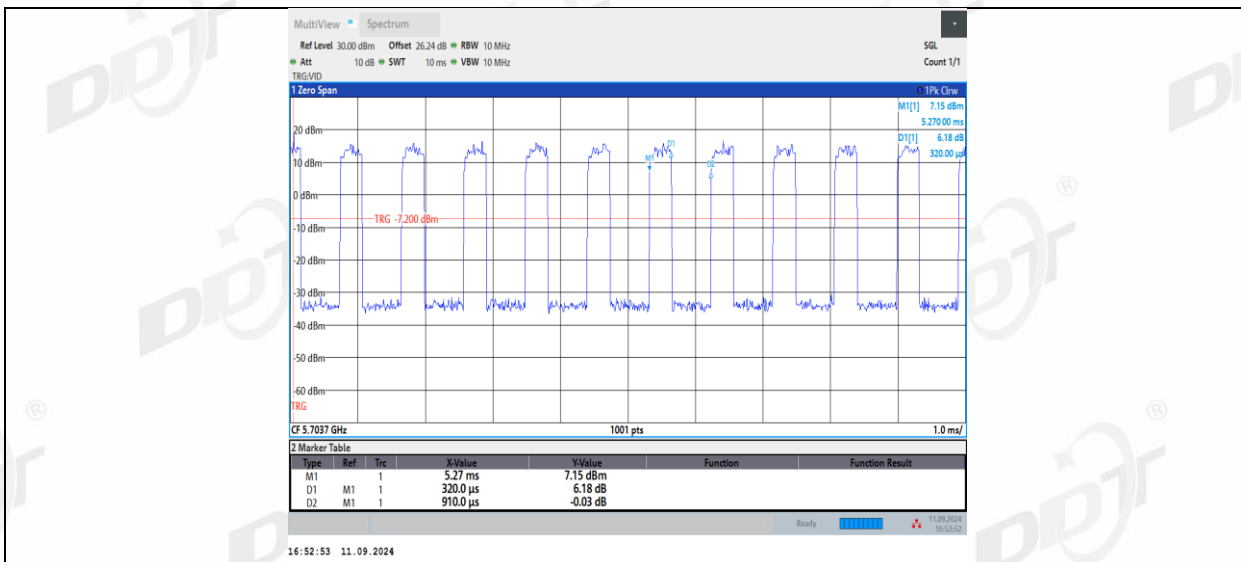 MultiView Spectrum
Ref Level 30.00 dBm Offset 26.24 dB RBW 10 MHz SGL
Att 10 dB SWT 10 ms VBW 10 MHz Count 1/1
TRG:VID
1 Zero Span 1Pk Clrw
M1[1] 7.15 dBm
5.270 00 ms
D1[1] 6.18 dB
320.00 µs
20 dBm
10 dBm
0 dBm
TRG -7.200 dBm
-10 dBm
-20 dBm
-30 dBm
-40 dBm
-50 dBm
-60 dBm
TRG
M1
D1
D2
CF 5.7037 GHz 1001 pts 1.0 ms/
2 Marker Table
Type Ref Trc X-Value Y-Value Function Function Result
M1 1 5.27 ms 7.15 dBm
D1 M1 1 320.0 µs 6.18 dB
D2 M1 1 910.0 µs -0.03 dB
Ready 11.09.2024
16:52:52
16:52:53 11.09.2024
DDT
®